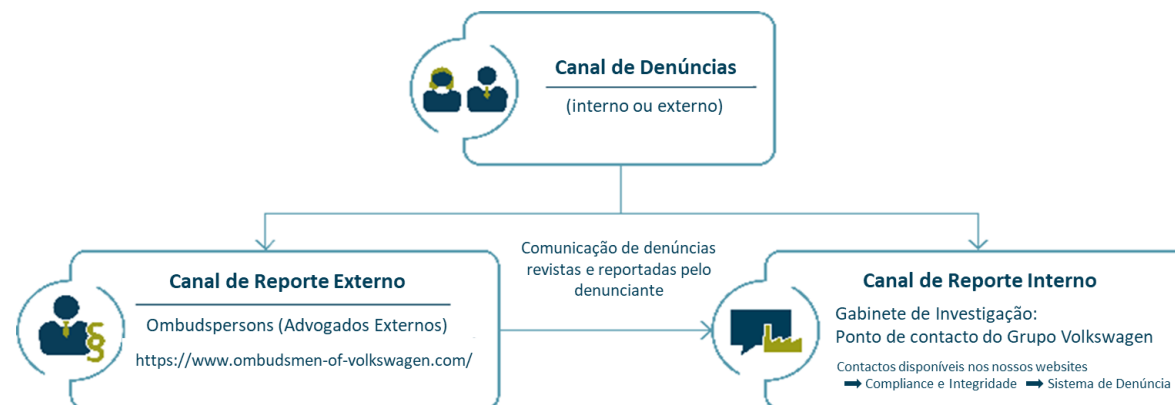 Canal de Denúncias
(interno ou externo)
Comunicação de denúncias
revistas e reportadas pelo
denunciante
Canal de Reporte Externo
Ombudspersons (Advogados Externos)
https://www.ombudsmen-of-volkswagen.com/
Canal de Reporte Interno
Gabinete de Investigação:
Ponto de contacto do Grupo Volkswagen
Contactos disponíveis nos nossos websites
➡ Compliance e Integridade ➡ Sistema de Denúncia